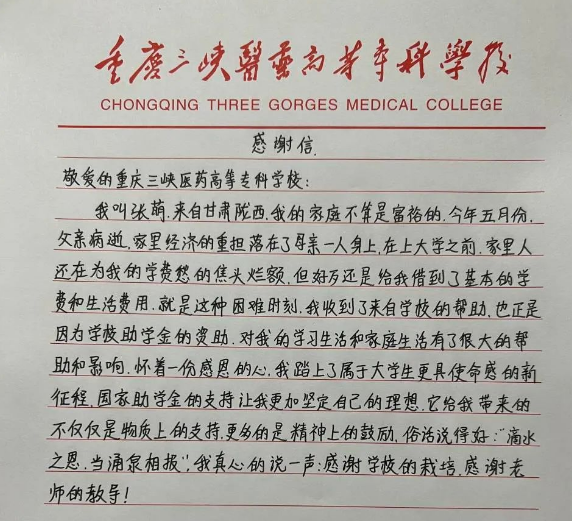 重庆三峡醫藥高等專科學校
CHONGQING THREE GORGES MEDICAL COLLEGE
感谢信.
敬爱的重庆三峡医药高等专科学校:
我叫张萌.来自甘肃陇西.我的家庭不算是富裕的.今年五月份.
父亲病逝.家里经济的重担落在了母亲一人身上,在上大学之前.家里人
还在为我的学费愁的焦头烂额.但好歹还是给我借到了基本的学
费和生活费用.就是这种困难时刻.我收到了来自学校的帮助.也正是
因为学校助学金的资助.对我的学习生活和家庭生活有了很大的帮
助和影响.怀着一份感恩的心.我踏上了属于大学生更具使命感的新
征程.国家助学金的支持让我更加坚定自己的理想.它给我带来的
不仅仅是物质上的支持.更多的是精神上的鼓励.俗话说得好:“滴水
之恩.当涌泉相报”,我真心的说一声:感谢学校的栽培.感谢老
师的教导!